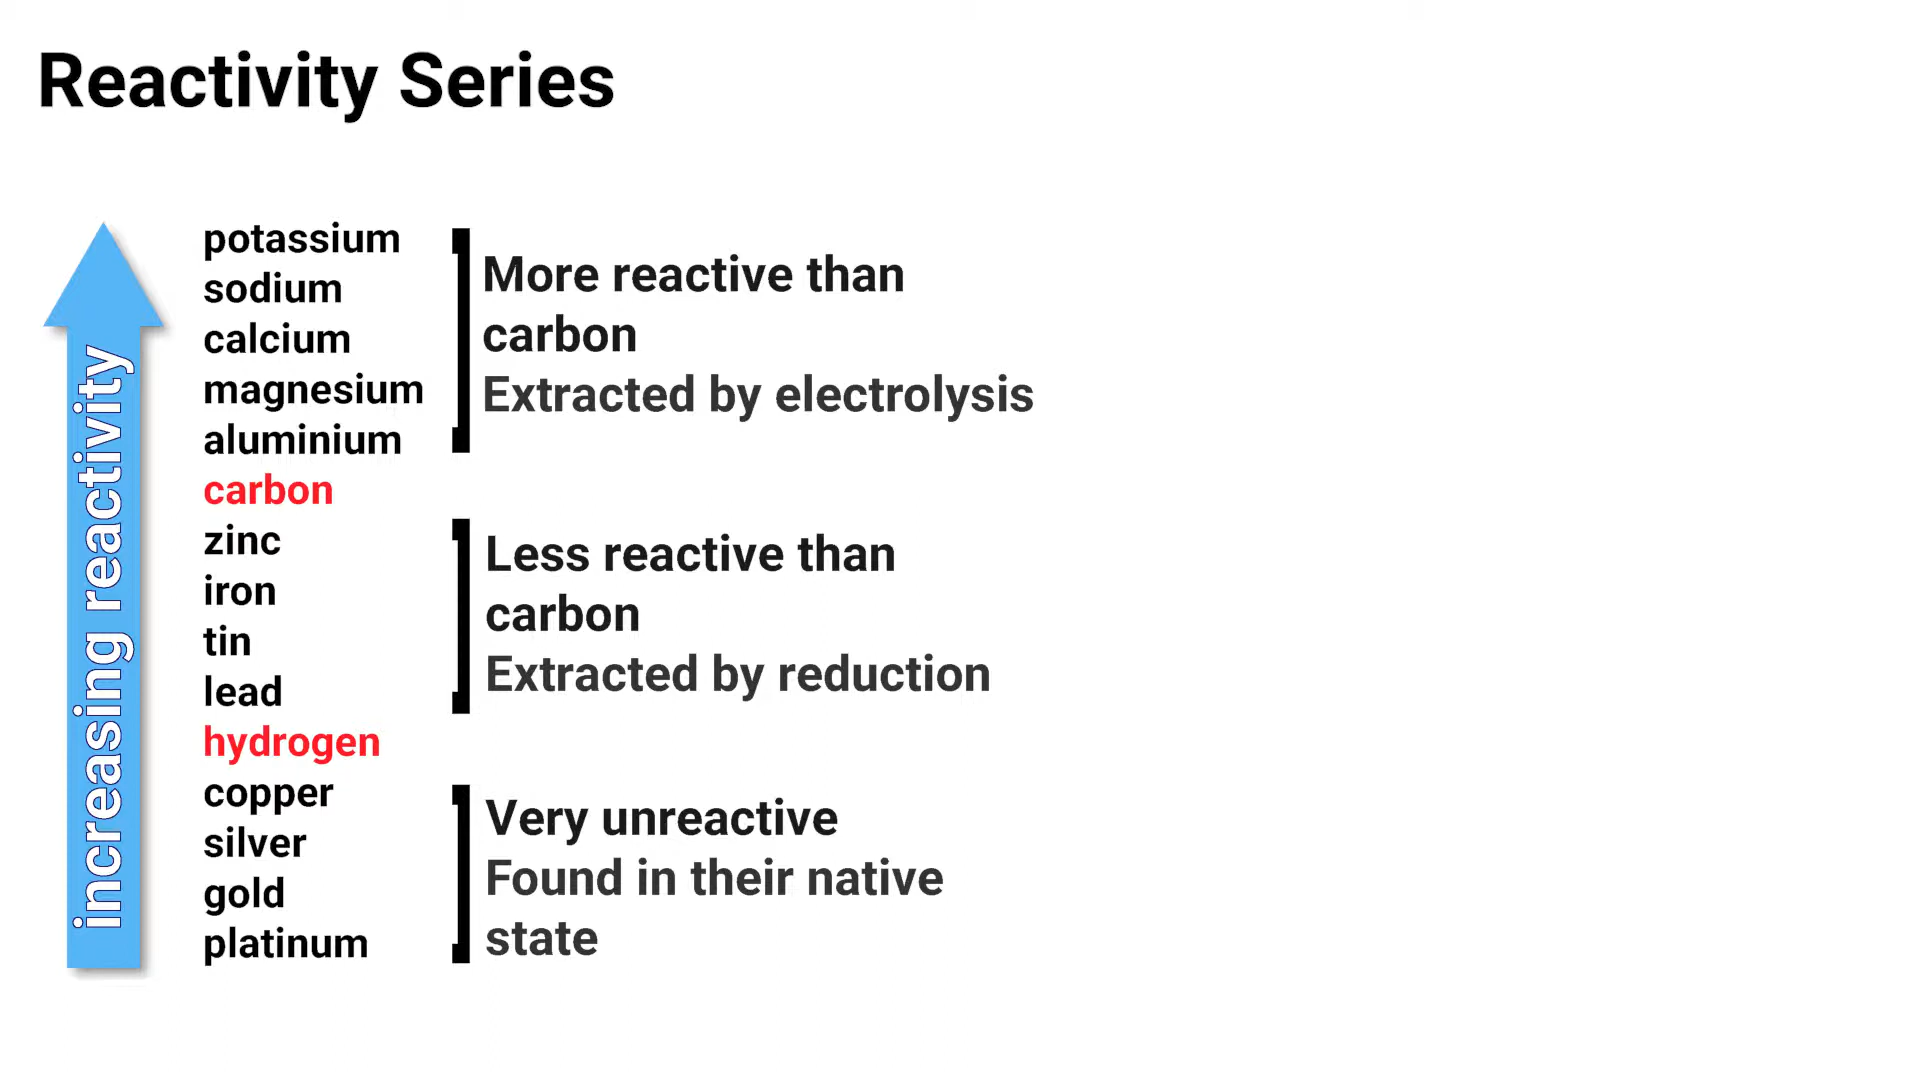 Reactivity Series
increasing reactivity
potassium
sodium
calcium
magnesium
aluminium
carbon
zinc
iron
tin
lead
hydrogen
copper
silver
gold
platinum
More reactive than
carbon
Extracted by electrolysis
Less reactive than
carbon
Extracted by reduction
Very unreactive
Found in their native
state